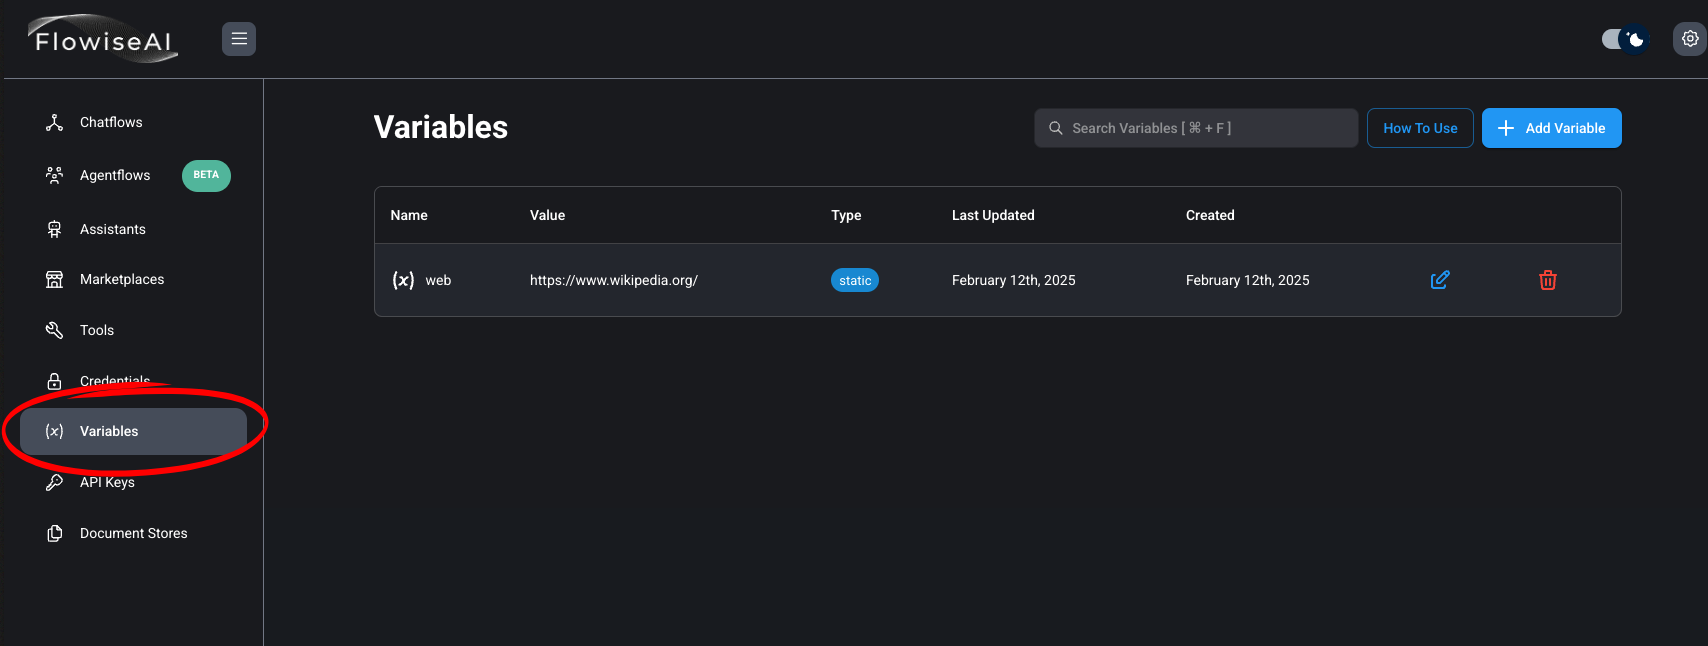 FlowiseAI
Chatflows
Agentflows BETA
Assistants
Marketplaces
Tools
Credentials
(x) Variables
API Keys
Document Stores
Variables
Search Variables [ ⌘ + F ]
How To Use
+ Add Variable
Name Value Type Last Updated Created
(x) web https://www.wikipedia.org/ static February 12th, 2025 February 12th, 2025